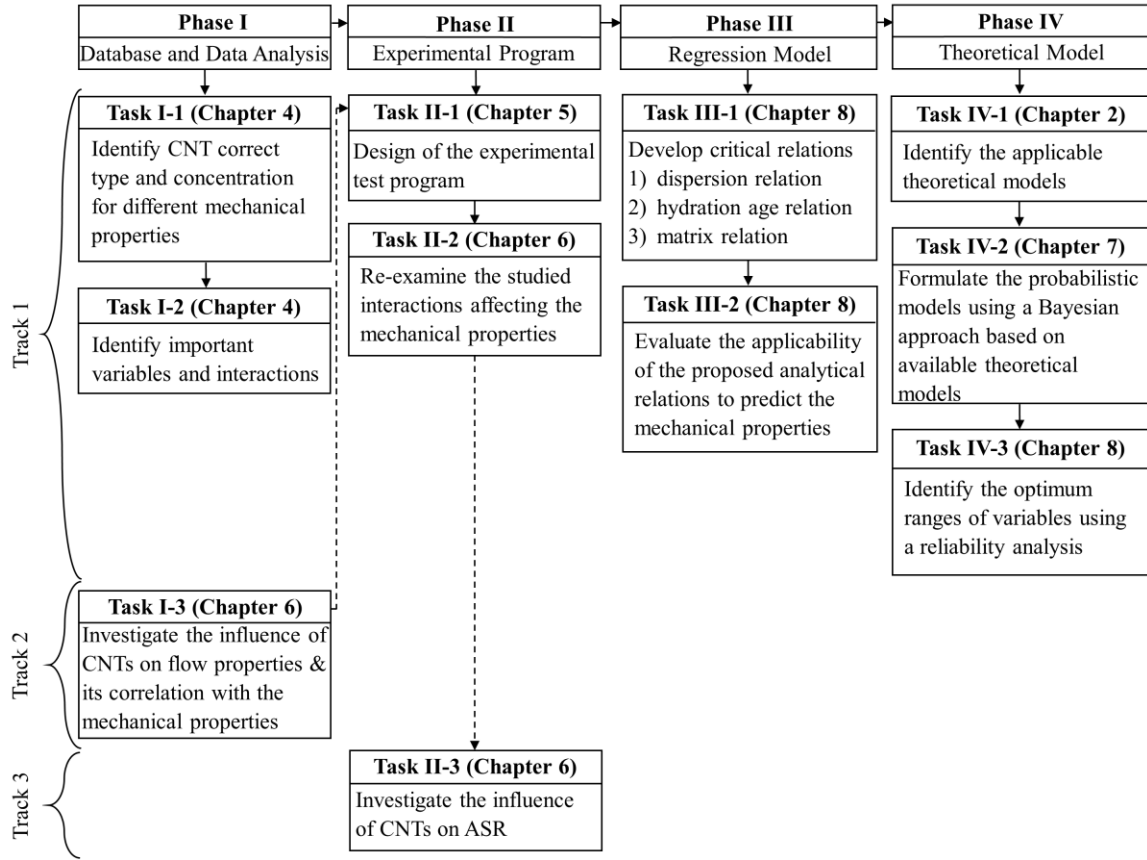 Phase I
Database and Data Analysis
Phase II
Experimental Program
Phase III
Regression Model
Phase IV
Theoretical Model
Track 1
Task I-1 (Chapter 4)
Identify CNT correct
type and concentration
for different mechanical
properties
Task I-2 (Chapter 4)
Identify important
variables and interactions
Task II-1 (Chapter 5)
Design of the experimental
test program
Task II-2 (Chapter 6)
Re-examine the studied
interactions affecting the
mechanical properties
Task III-1 (Chapter 8)
Develop critical relations
1) dispersion relation
2) hydration age relation
3) matrix relation
Task III-2 (Chapter 8)
Evaluate the applicability
of the proposed analytical
relations to predict the
mechanical properties
Task IV-1 (Chapter 2)
Identify the applicable
theoretical models
Task IV-2 (Chapter 7)
Formulate the probabilistic
models using a Bayesian
approach based on
available theoretical
models
Task IV-3 (Chapter 8)
Identify the optimum
ranges of variables using
a reliability analysis
Track 2
Task I-3 (Chapter 6)
Investigate the influence of
CNTs on flow properties &
its correlation with the
mechanical properties
Track 3
Task II-3 (Chapter 6)
Investigate the influence
of CNTs on ASR